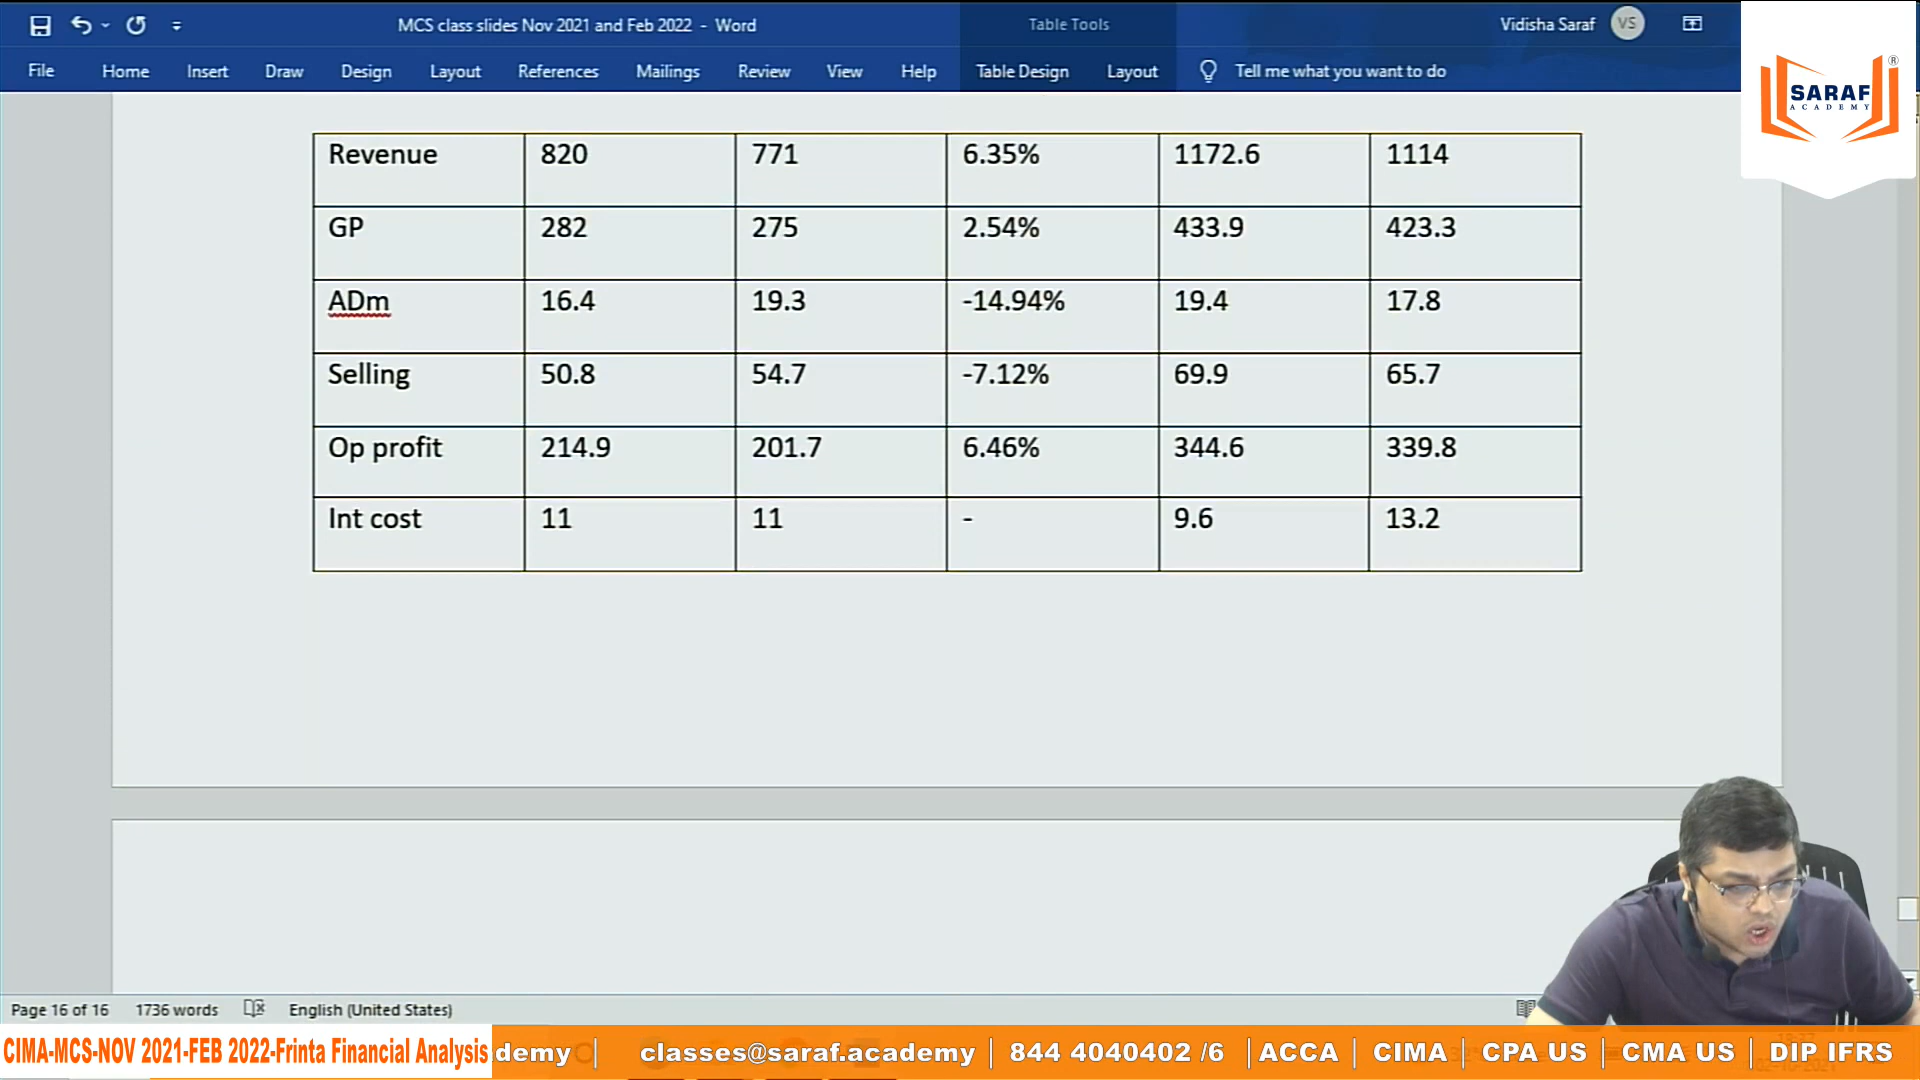 MCS class slides Nov 2021 and Feb 2022 - Word
Table Tools
Vidisha Saraf
VS
File Home Insert Draw Design Layout References Mailings Review View Help Table Design Layout Tell me what you want to do
SARAF
ACADEMY
®
Revenue 820 771 6.35% 1172.6 1114
GP 282 275 2.54% 433.9 423.3
ADm 16.4 19.3 -14.94% 19.4 17.8
Selling 50.8 54.7 -7.12% 69.9 65.7
Op profit 214.9 201.7 6.46% 344.6 339.8
Int cost 11 11 - 9.6 13.2
Page 16 of 16 1736 words English (United States)
CIMA-MCS-NOV 2021-FEB 2022-Frinta Financial Analysis
demy | classes@saraf.academy | 844 4040402 /6 | ACCA | CIMA | CPA US | CMA US | DIP IFRS